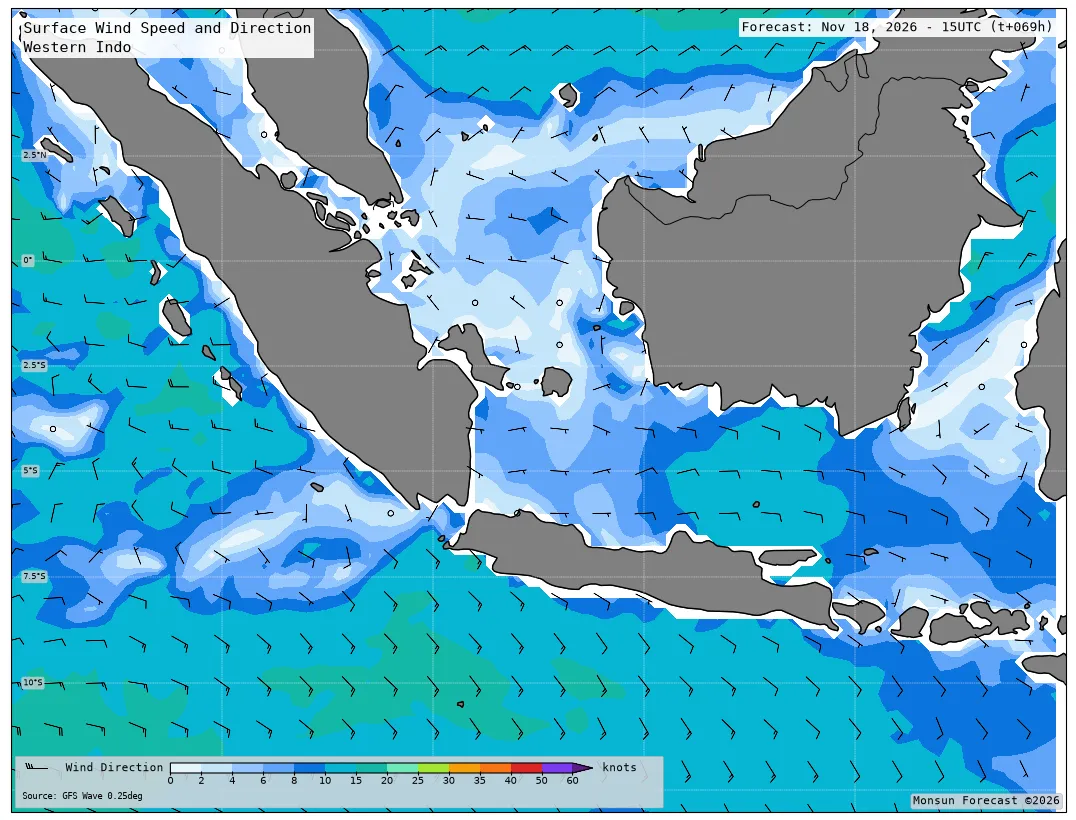 Surface Wind Speed and Direction
Western Indo
Forecast: Nov 18, 2026 - 15UTC (t+069h)
2.5°N
0°
2.5°S
5°S
7.5°S
10°S
Wind Direction
0 2 4 6 8 10 15 20 25 30 35 40 50 60
knots
Source: GFS Wave 0.25deg
Monsun Forecast ©2026